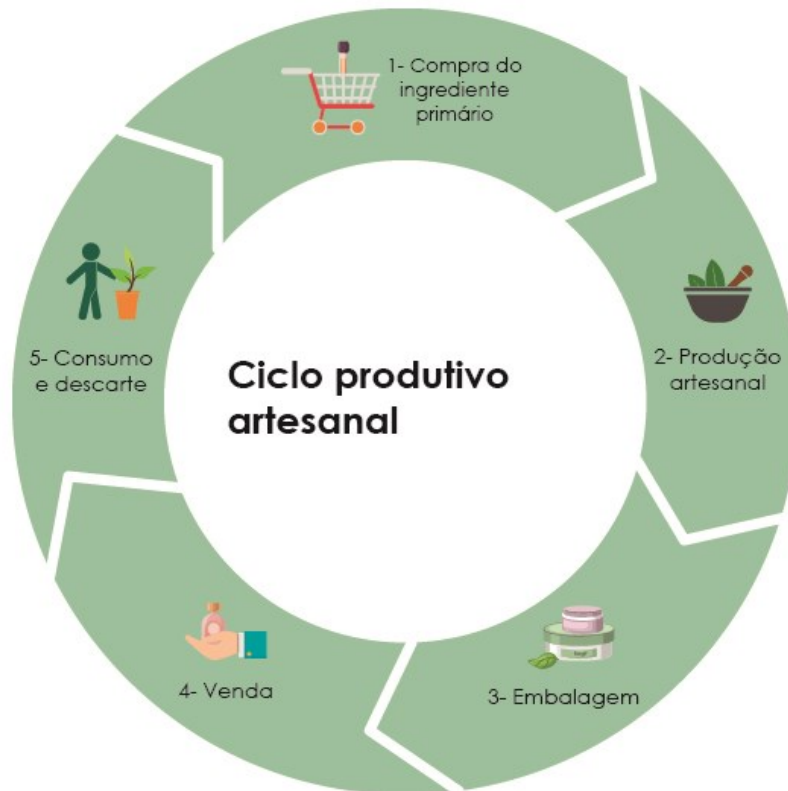 1- Compra do
ingrediente
primário
2- Produção
artesanal
3- Embalagem
4- Venda
5- Consumo
e descarte
Ciclo produtivo
artesanal